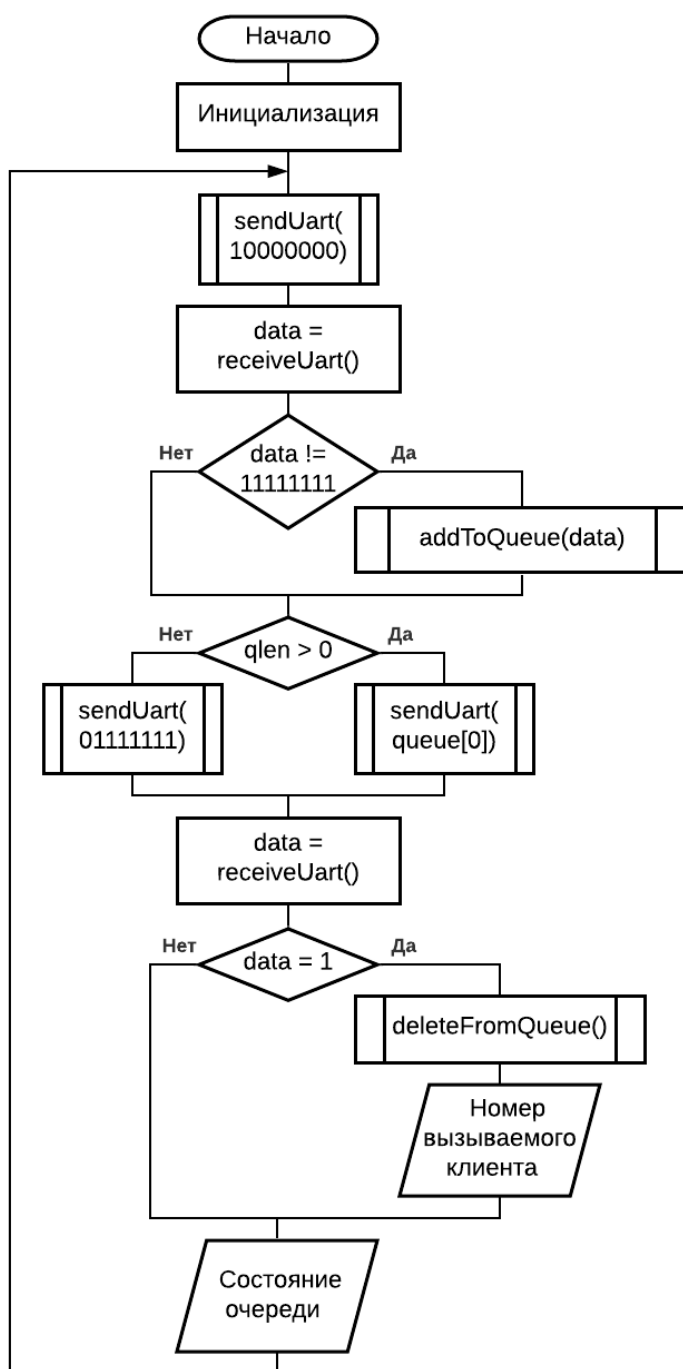 Начало
Инициализация
sendUart(
10000000)
data =
receiveUart()
Нет
data !=
11111111
Да
addToQueue(data)
Нет
qlen > 0
Да
sendUart(
01111111)
sendUart(
queue[0])
data =
receiveUart()
Нет
data = 1
Да
deleteFromQueue()
Номер
вызываемого
клиента
Состояние
очереди